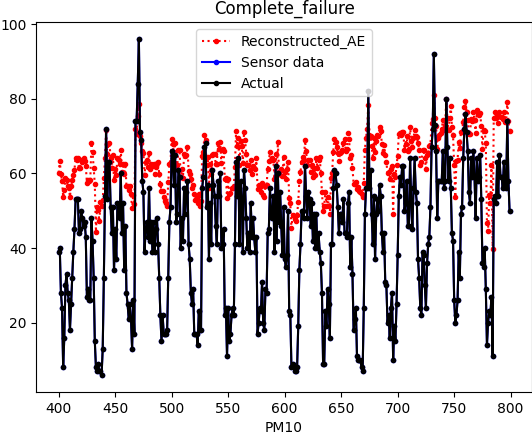 Complete_failure
Reconstructed_AE
Sensor data
Actual
100
80
60
40
20
400 450 500 550 600 650 700 750 800
PM10